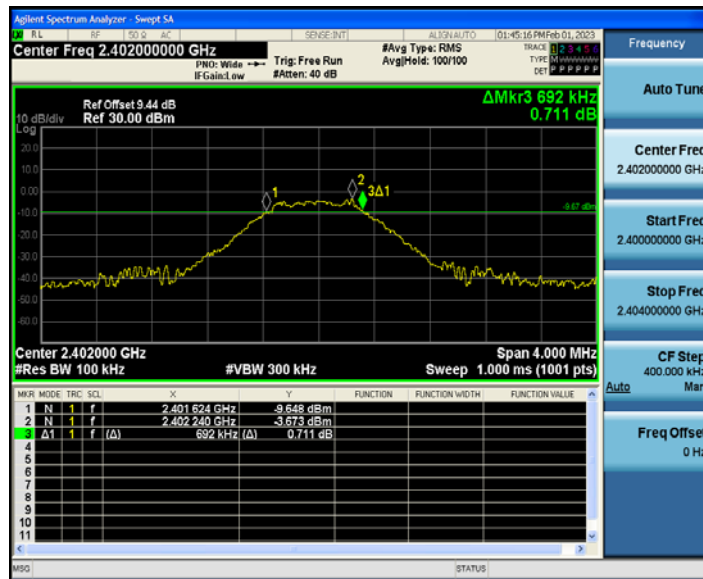 Agilent Spectrum Analyzer - Swept SA
RL RF 50 Ω AC SENSE:INT ALIGN AUTO 01:45:16 PM Feb 01, 2023
Center Freq 2.402000000 GHz
PNO: Wide
IFGain:Low
Trig: Free Run
#Atten: 40 dB
#Avg Type: RMS
Avg|Hold: 100/100
TRACE 1 2 3 4 5 6
TYPE M
DET P P P P P P
Ref Offset 9.44 dB
Ref 30.00 dBm
ΔMkr3 692 kHz
0.711 dB
10 dB/div
Log
20.0
10.0
0.00
-10.0
-20.0
-30.0
-40.0
-50.0
-60.0
1
2
3Δ1
-9.67 dBm
Center 2.402000 GHz
Span 4.000 MHz
#Res BW 100 kHz #VBW 300 kHz Sweep 1.000 ms (1001 pts)
MKR MODE TRC SCL X Y FUNCTION FUNCTION WIDTH FUNCTION VALUE
1 N 1 f 2.401 624 GHz -9.648 dBm
2 N 1 f 2.402 240 GHz -3.673 dBm
3 Δ1 1 f (Δ) 692 kHz (Δ) 0.711 dB
4
5
6
7
8
9
10
11
MSG STATUS
Frequency
Auto Tune
Center Freq
2.402000000 GHz
Start Freq
2.400000000 GHz
Stop Freq
2.404000000 GHz
CF Step
400.000 kHz
Auto Man
Freq Offset
0 Hz